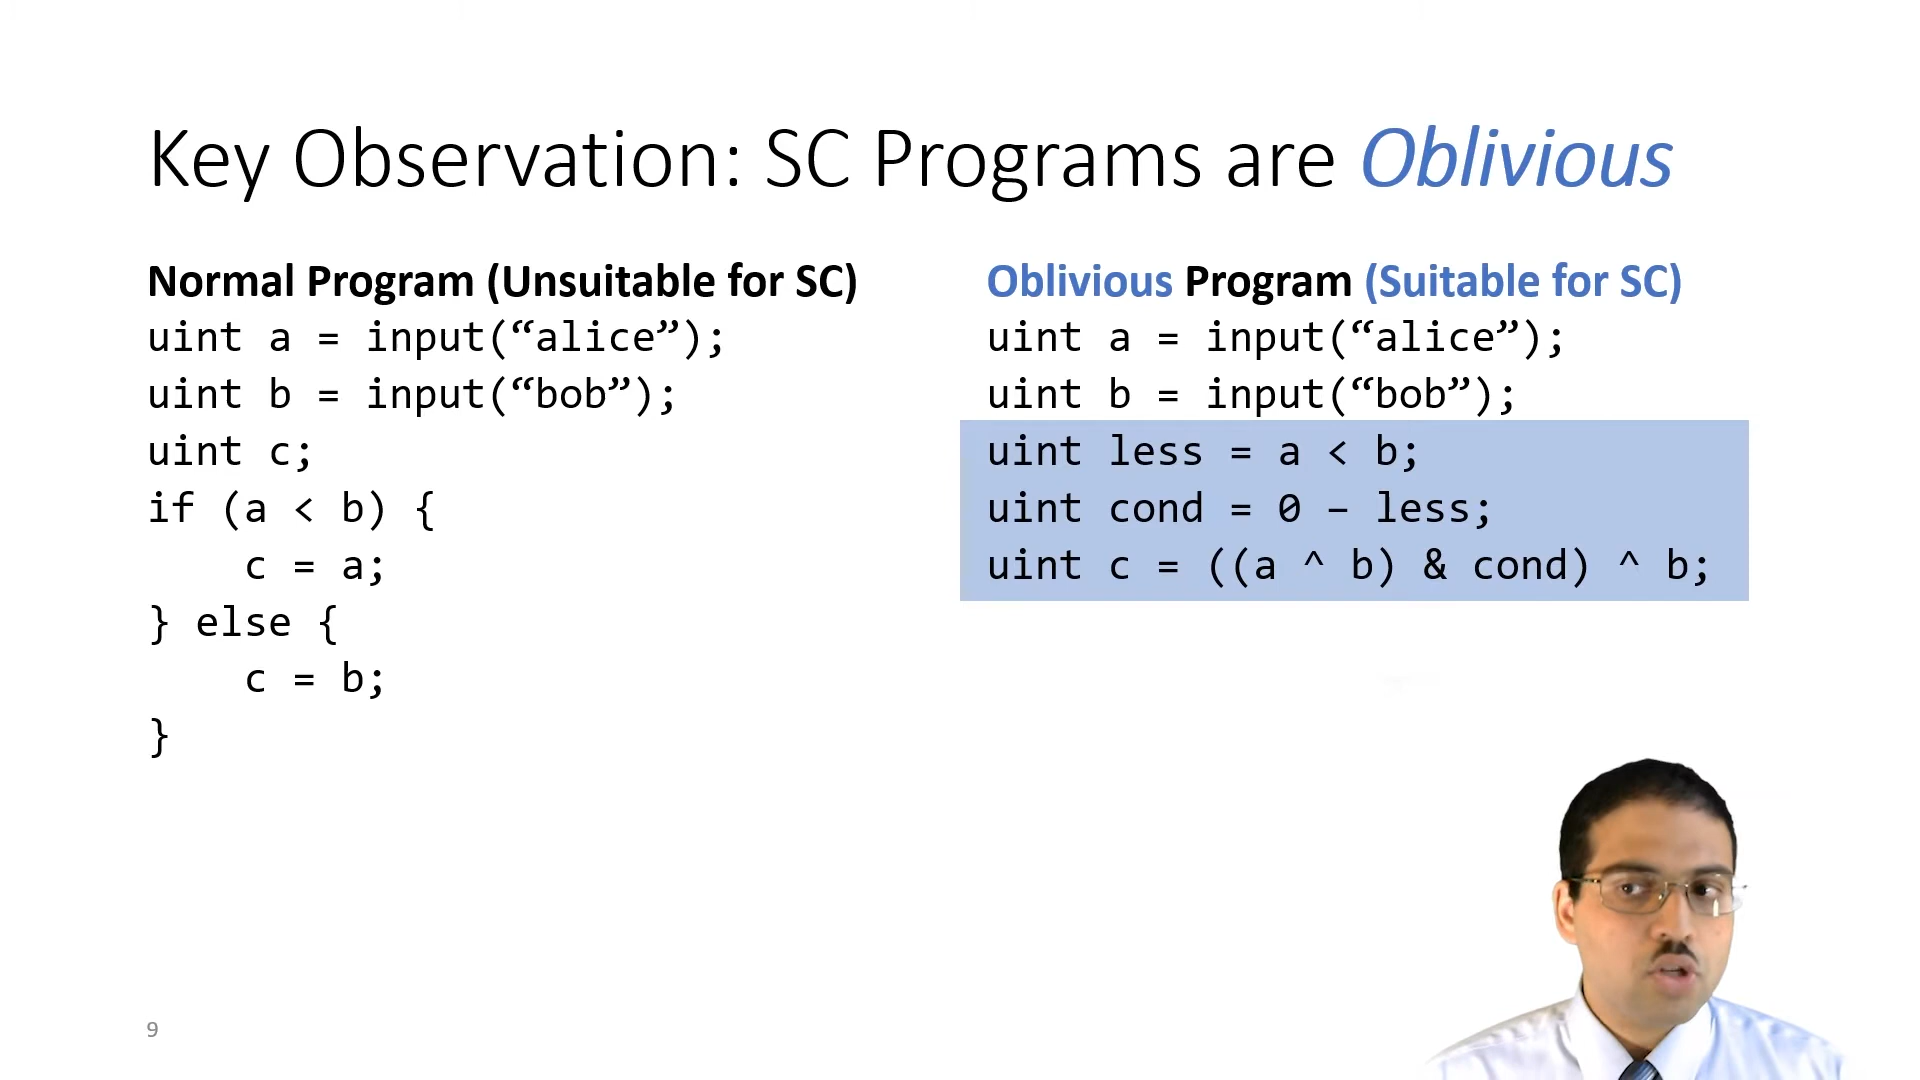 Key Observation: SC Programs are Oblivious
Normal Program (Unsuitable for SC)
uint a = input(“alice”);
uint b = input(“bob”);
uint c;
if (a < b) {
    c = a;
} else {
    c = b;
}
Oblivious Program (Suitable for SC)
uint a = input(“alice”);
uint b = input(“bob”);
uint less = a < b;
uint cond = 0 – less;
uint c = ((a ^ b) & cond) ^ b;
9